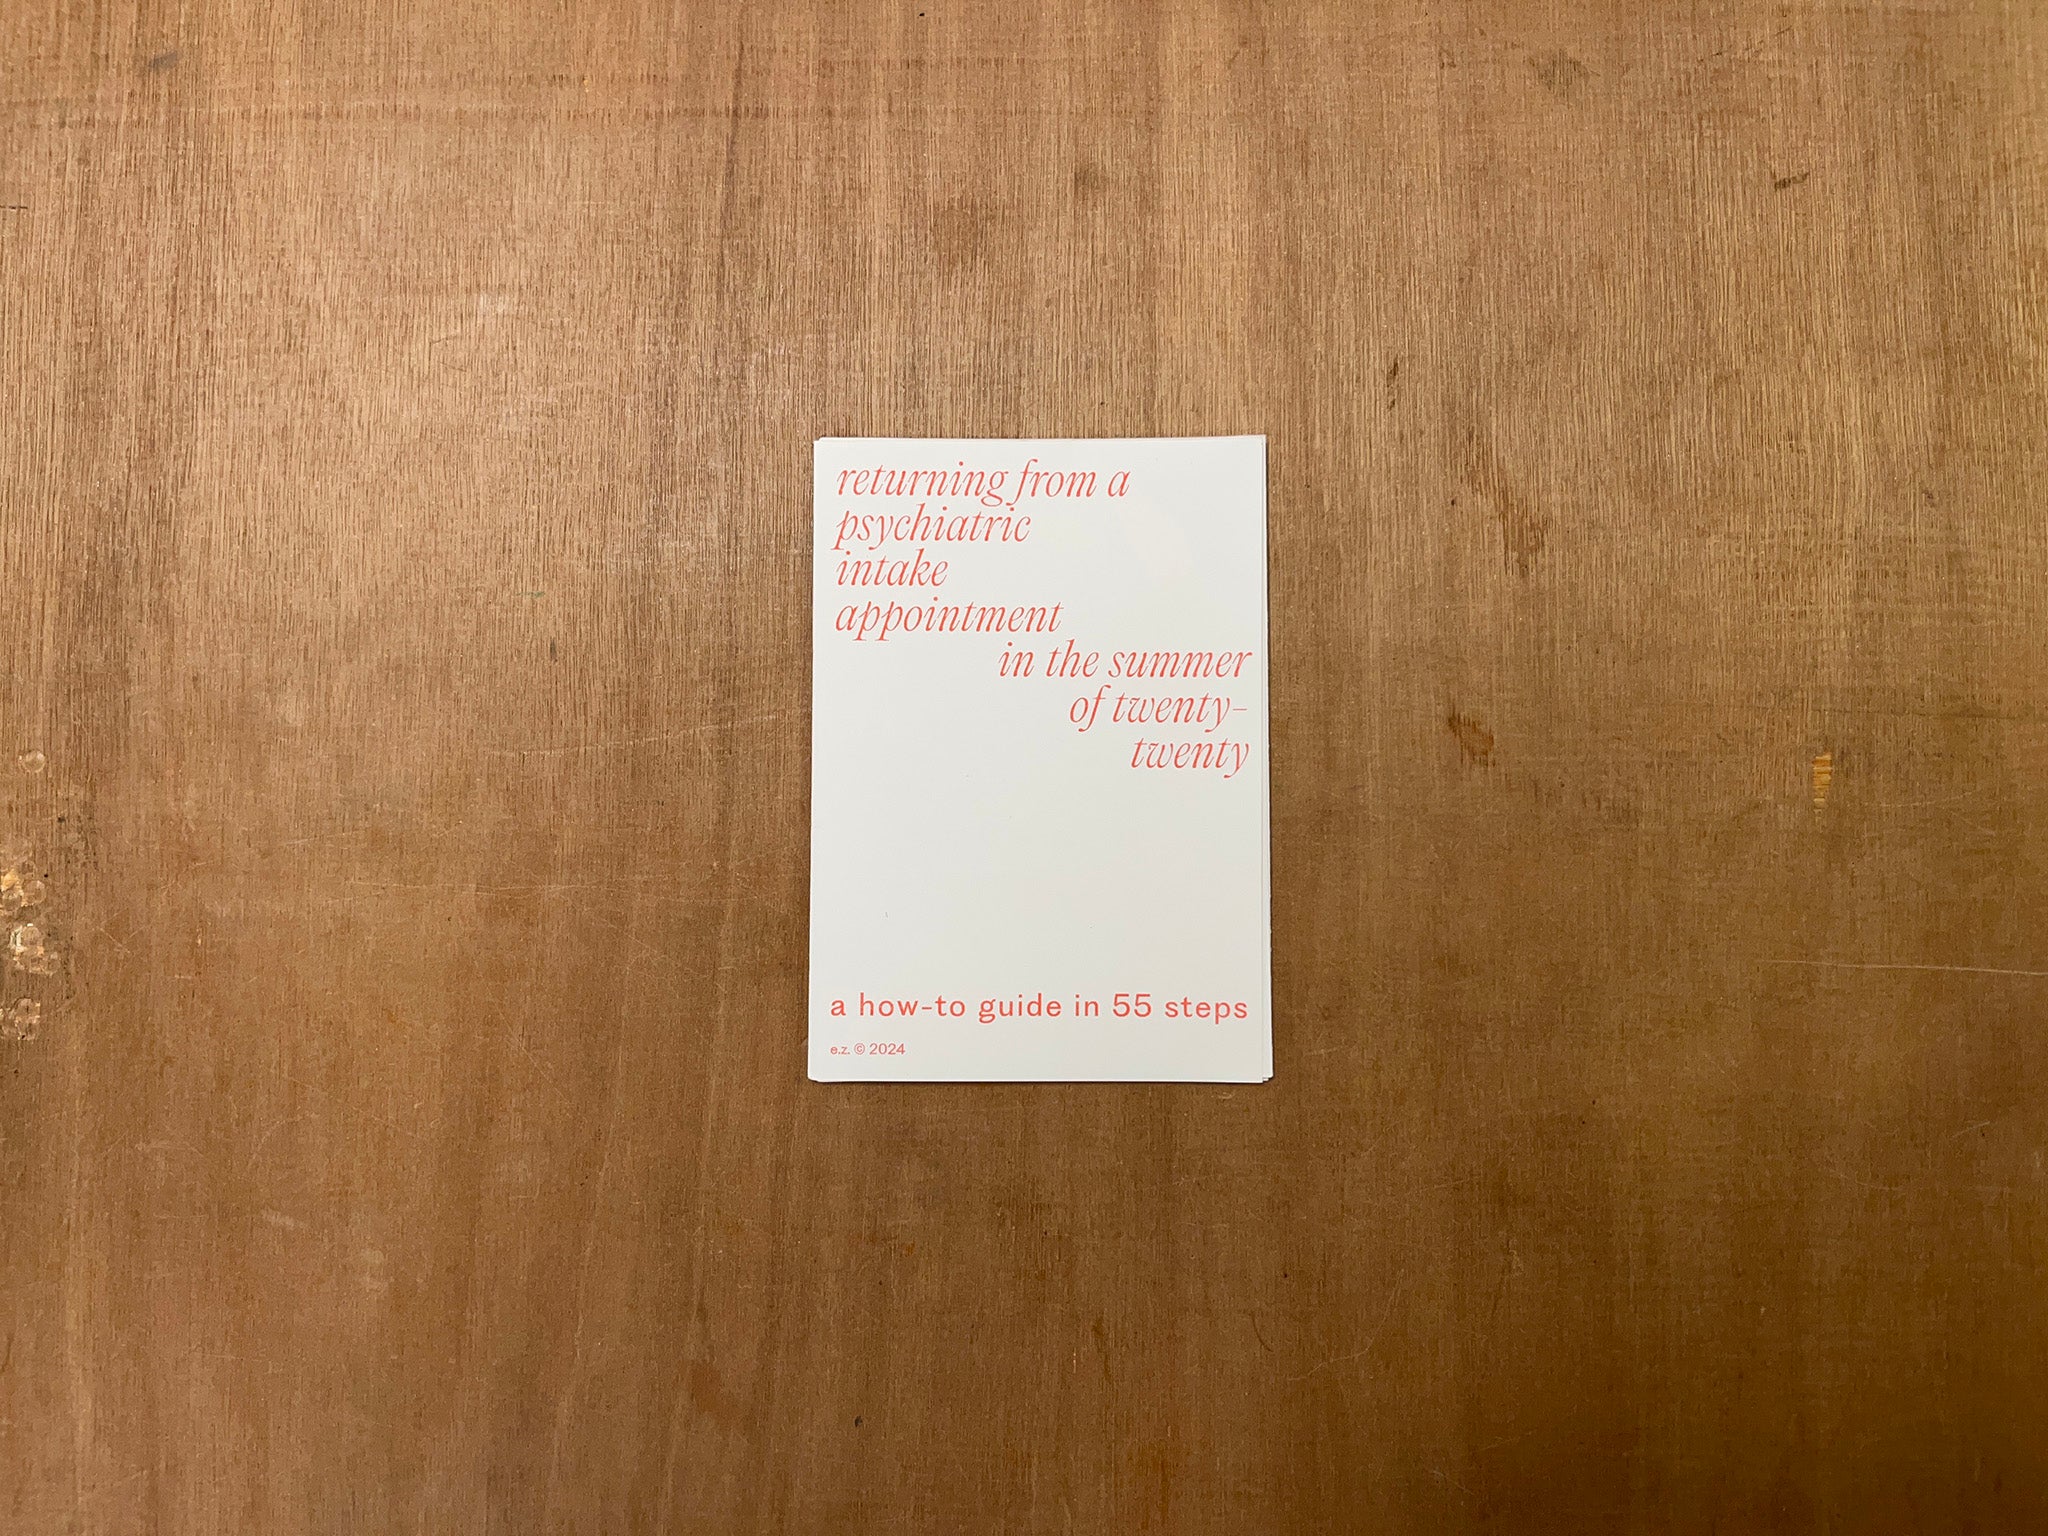 returning from a
psychiatric
intake
appointment
in the summer
of twenty-
twenty
a how-to guide in 55 steps
e.z. © 2024